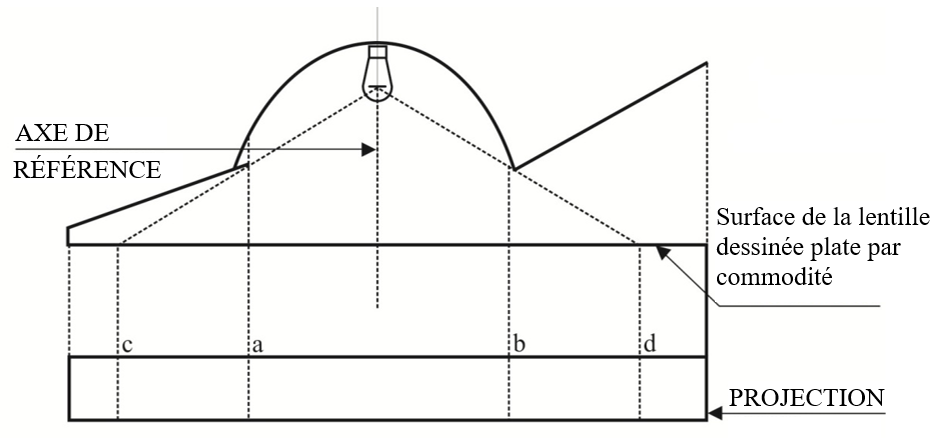 AXE DE
RÉFÉRENCE
Surface de la lentille
dessinée plate par
commodité
c
a
b
d
PROJECTION